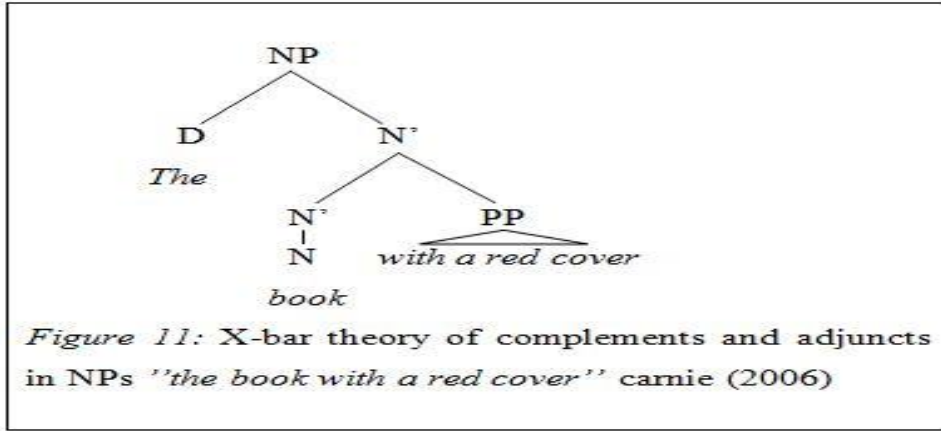 NP
D N’
The
N’ PP
N with a red cover
book
Figure 11: X-bar theory of complements and adjuncts
in NPs ’’the book with a red cover’’ carnie (2006)